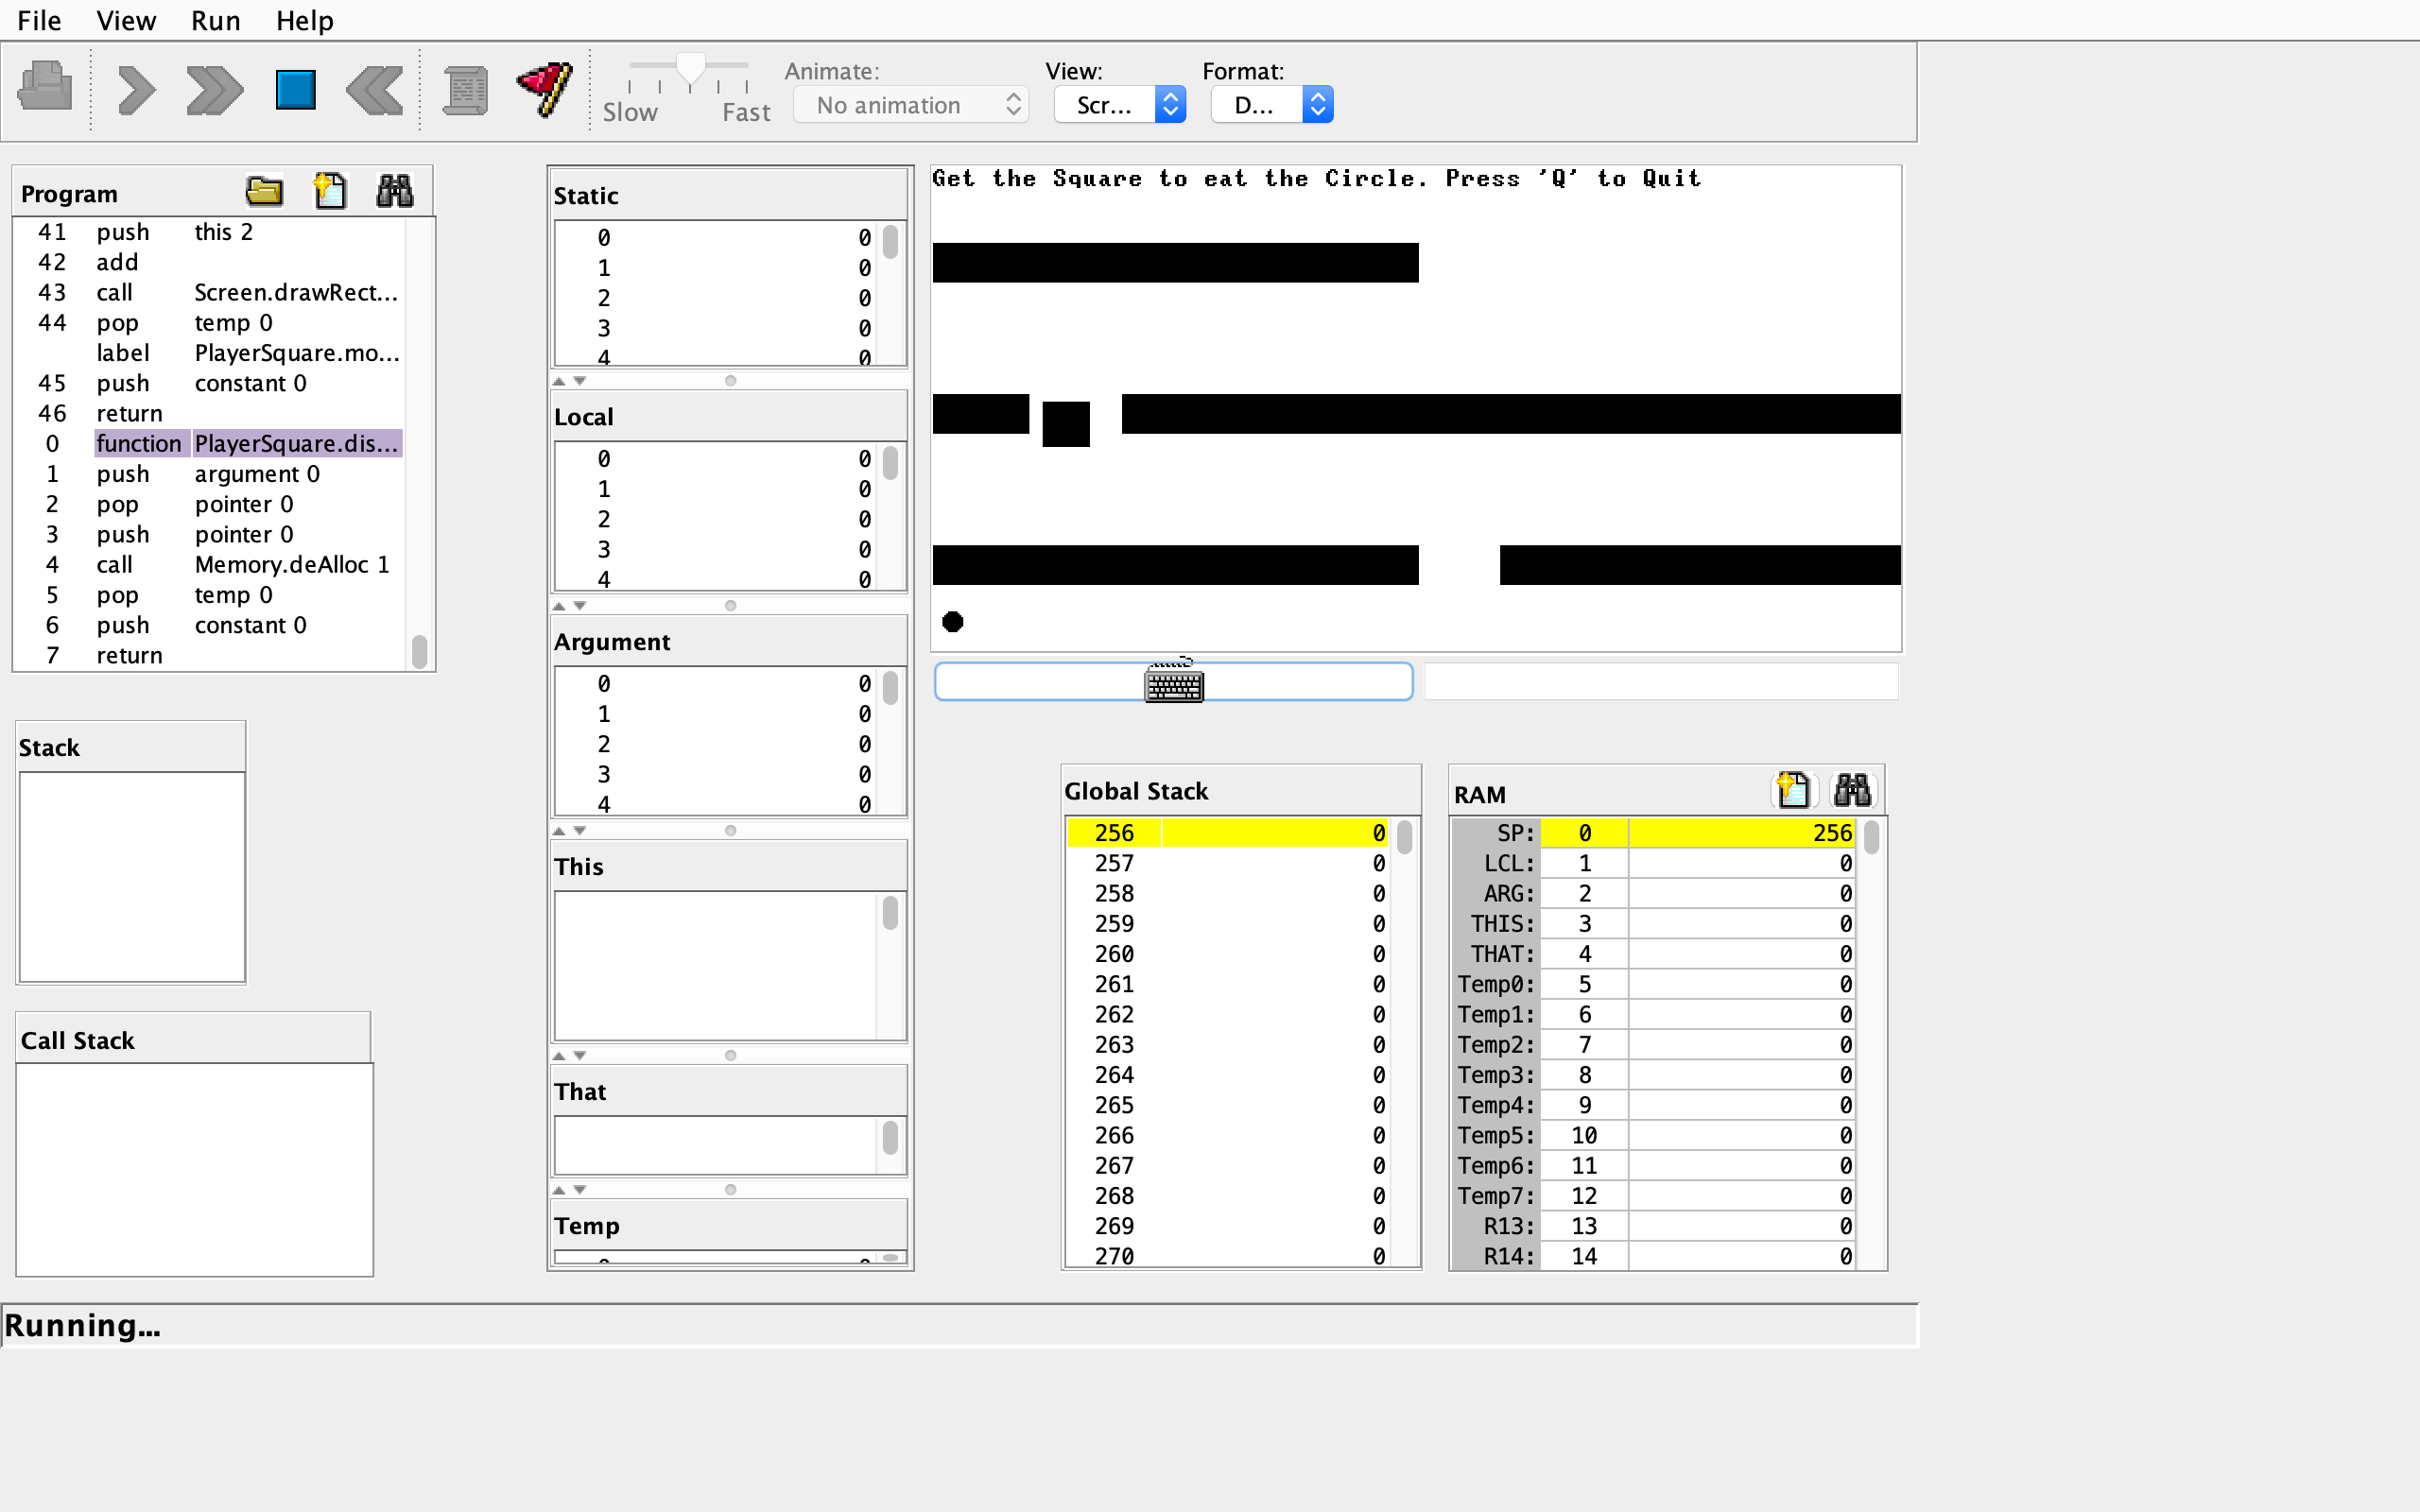 File View Run Help
Slow Fast
Animate:
No animation
View:
Scr...
Format:
D...
Program
41 push this 2
42 add
43 call Screen.drawRect...
44 pop temp 0
label PlayerSquare.mo...
45 push constant 0
46 return
0 function PlayerSquare.dis...
1 push argument 0
2 pop pointer 0
3 push pointer 0
4 call Memory.deAlloc 1
5 pop temp 0
6 push constant 0
7 return
Stack
Call Stack
Static
0 0
1 0
2 0
3 0
4 0
Local
0 0
1 0
2 0
3 0
4 0
Argument
0 0
1 0
2 0
3 0
4 0
This
That
Temp
Get the Square to eat the Circle. Press 'Q' to Quit
Global Stack
256 0
257 0
258 0
259 0
260 0
261 0
262 0
263 0
264 0
265 0
266 0
267 0
268 0
269 0
270 0
RAM
SP: 0 256
LCL: 1 0
ARG: 2 0
THIS: 3 0
THAT: 4 0
Temp0: 5 0
Temp1: 6 0
Temp2: 7 0
Temp3: 8 0
Temp4: 9 0
Temp5: 10 0
Temp6: 11 0
Temp7: 12 0
R13: 13 0
R14: 14 0
Running...